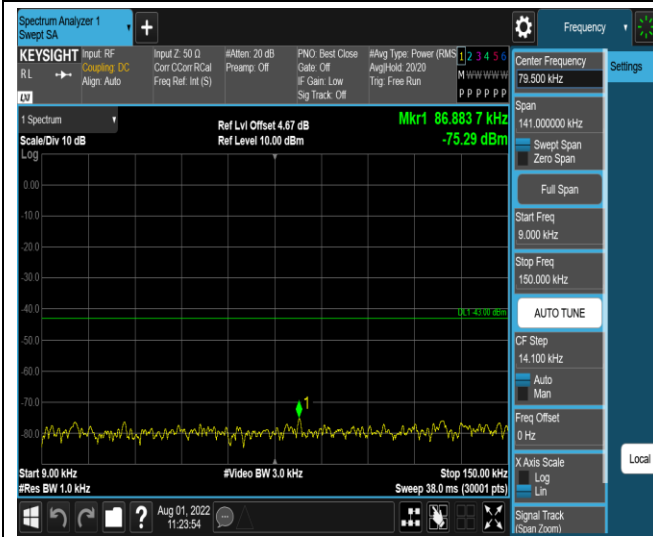 Spectrum Analyzer 1
Swept SA
+
Frequency
KEYSIGHT
RL
LXI
Input: RF
Coupling: DC
Align: Auto
Input Z: 50 Ω
Corr CCorr RCal
Freq Ref: Int (S)
#Atten: 20 dB
Preamp: Off
PNO: Best Close
Gate: Off
IF Gain: Low
Sig Track: Off
#Avg Type: Power (RMS
Avg|Hold: 20/20
Trig: Free Run
1 2 3 4 5 6
M W W W W W
P P P P P P
1 Spectrum
Scale/Div 10 dB
Log
Ref Lvl Offset 4.67 dB
Ref Level 10.00 dBm
Mkr1 86.883 7 kHz
-75.29 dBm
0.00
-10.0
-20.0
-30.0
-40.0
-50.0
-60.0
-70.0
-80.0
DL1 -43.00 dBm
1
Start 9.00 kHz
#Res BW 1.0 kHz
#Video BW 3.0 kHz
Stop 150.00 kHz
Sweep 38.0 ms (30001 pts)
Aug 01, 2022
11:23:54
?
Center Frequency
79.500 kHz
Span
141.000000 kHz
Swept Span
Zero Span
Full Span
Start Freq
9.000 kHz
Stop Freq
150.000 kHz
AUTO TUNE
CF Step
14.100 kHz
Auto
Man
Freq Offset
0 Hz
X Axis Scale
Log
Lin
Signal Track
(Span Zoom)
Settings
Local